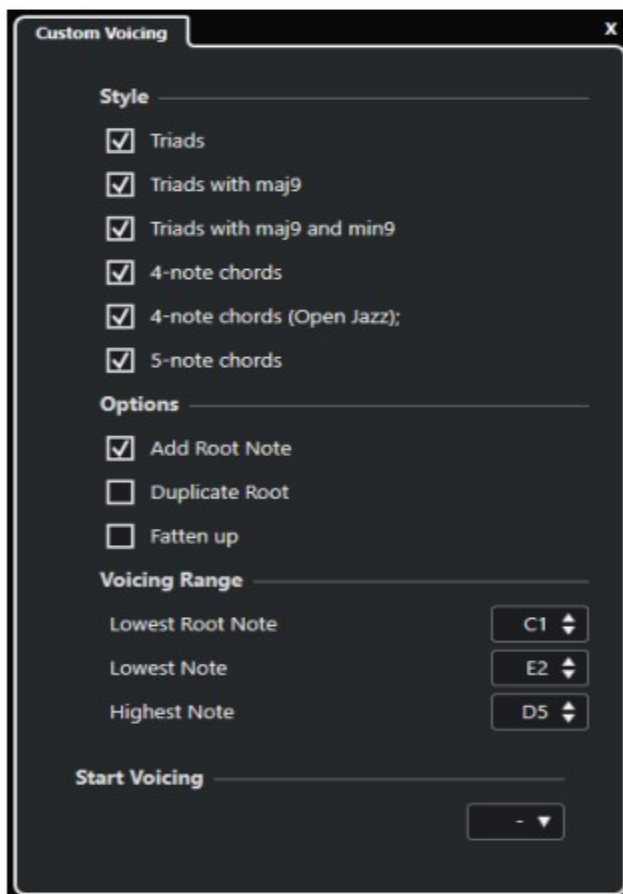 Custom Voicing x
Style
Triads
Triads with maj9
Triads with maj9 and min9
4-note chords
4-note chords (Open Jazz);
5-note chords
Options
Add Root Note
Duplicate Root
Fatten up
Voicing Range
Lowest Root Note C1
Lowest Note E2
Highest Note D5
Start Voicing
-